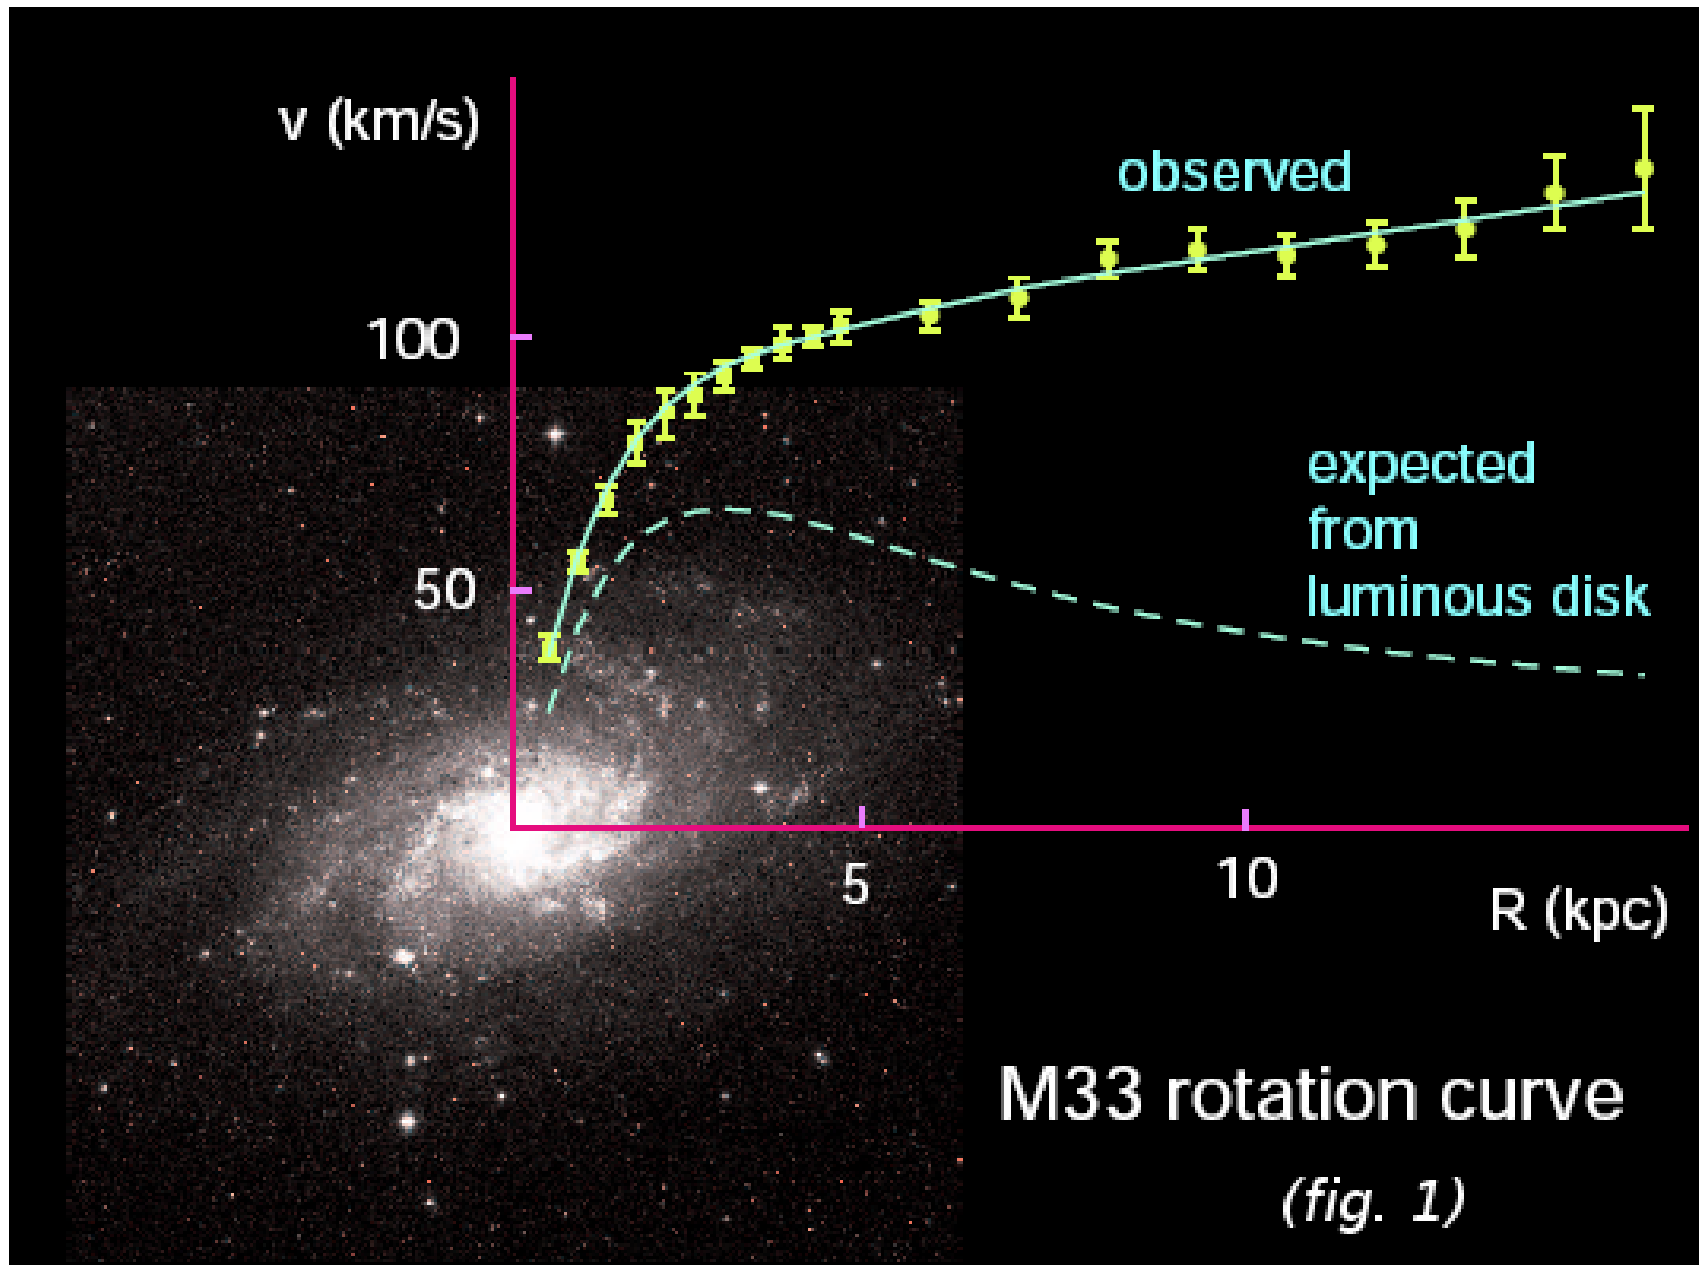 v (km/s)
observed
100
expected
from
luminous disk
50
5
10
R (kpc)
M33 rotation curve
(fig. 1)